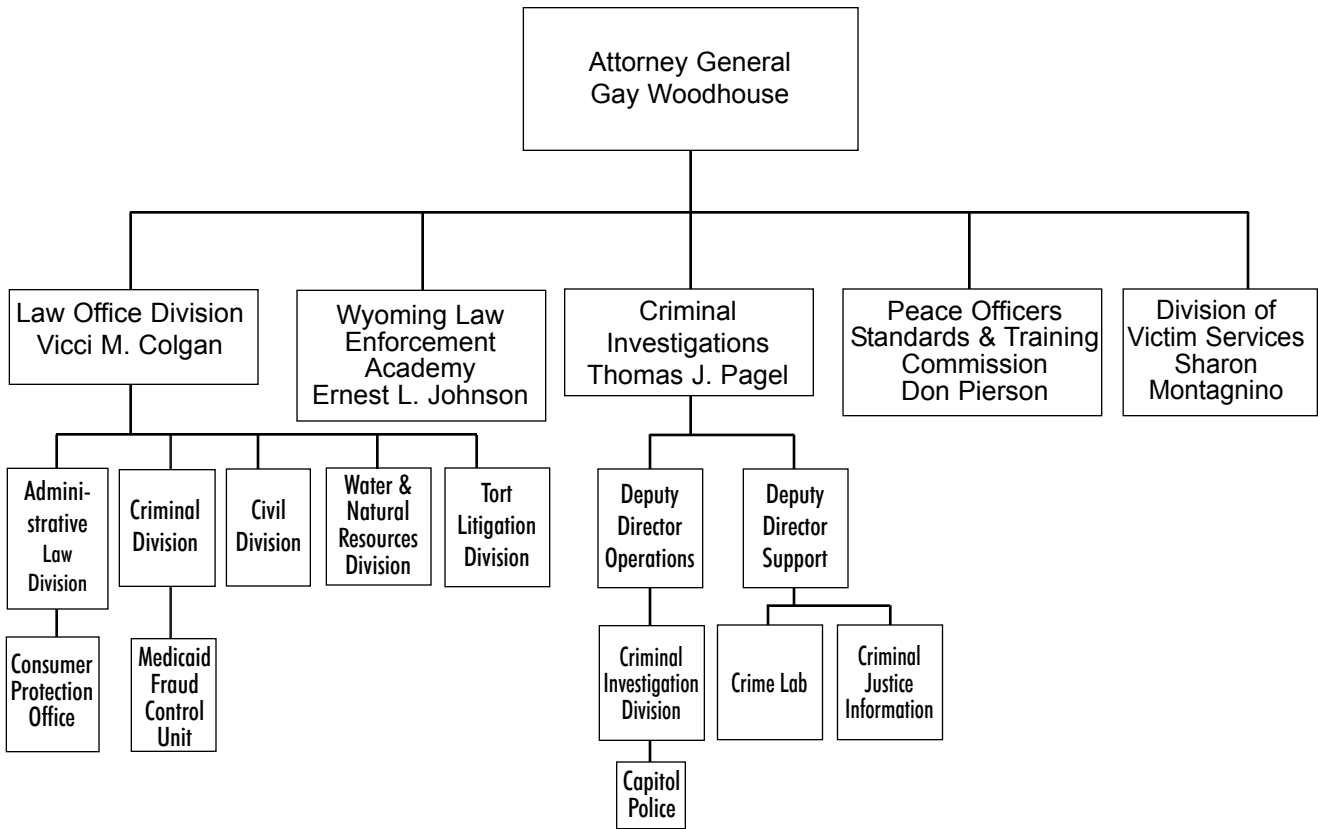 Attorney General
Gay Woodhouse
Law Office Division
Vicci M. Colgan
Wyoming Law
Enforcement
Academy
Ernest L. Johnson
Criminal
Investigations
Thomas J. Pagel
Peace Officers
Standards & Training
Commission
Don Pierson
Division of
Victim Services
Sharon
Montagnino
Admini-
strative
Law
Division
Criminal
Division
Civil
Division
Water &
Natural
Resources
Division
Tort
Litigation
Division
Deputy
Director
Operations
Deputy
Director
Support
Consumer
Protection
Office
Medicaid
Fraud
Control
Unit
Criminal
Investigation
Division
Crime Lab
Criminal
Justice
Information
Capitol
Police